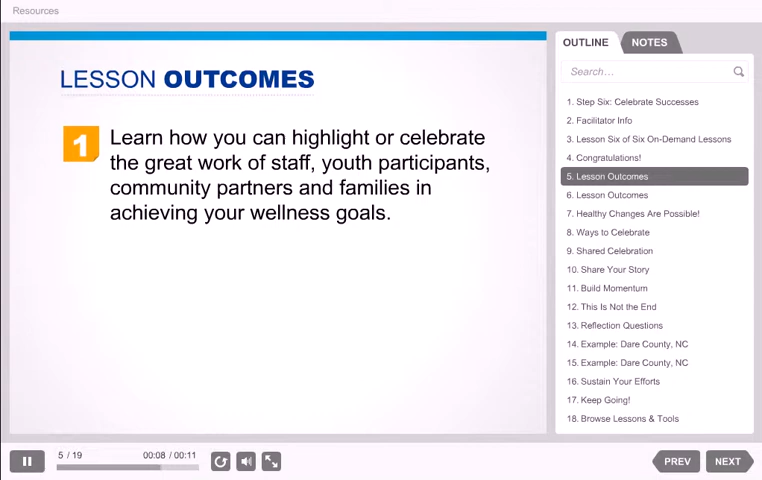 Resources
LESSON OUTCOMES
1
Learn how you can highlight or celebrate
the great work of staff, youth participants,
community partners and families in
achieving your wellness goals.
OUTLINE
NOTES
Search...
1. Step Six: Celebrate Successes
2. Facilitator Info
3. Lesson Six of Six On-Demand Lessons
4. Congratulations!
5. Lesson Outcomes
6. Lesson Outcomes
7. Healthy Changes Are Possible!
8. Ways to Celebrate
9. Shared Celebration
10. Share Your Story
11. Build Momentum
12. This Is Not the End
13. Reflection Questions
14. Example: Dare County, NC
15. Example: Dare County, NC
16. Sustain Your Efforts
17. Keep Going!
18. Browse Lessons & Tools
5 / 19
00:08 / 00:11
PREV
NEXT